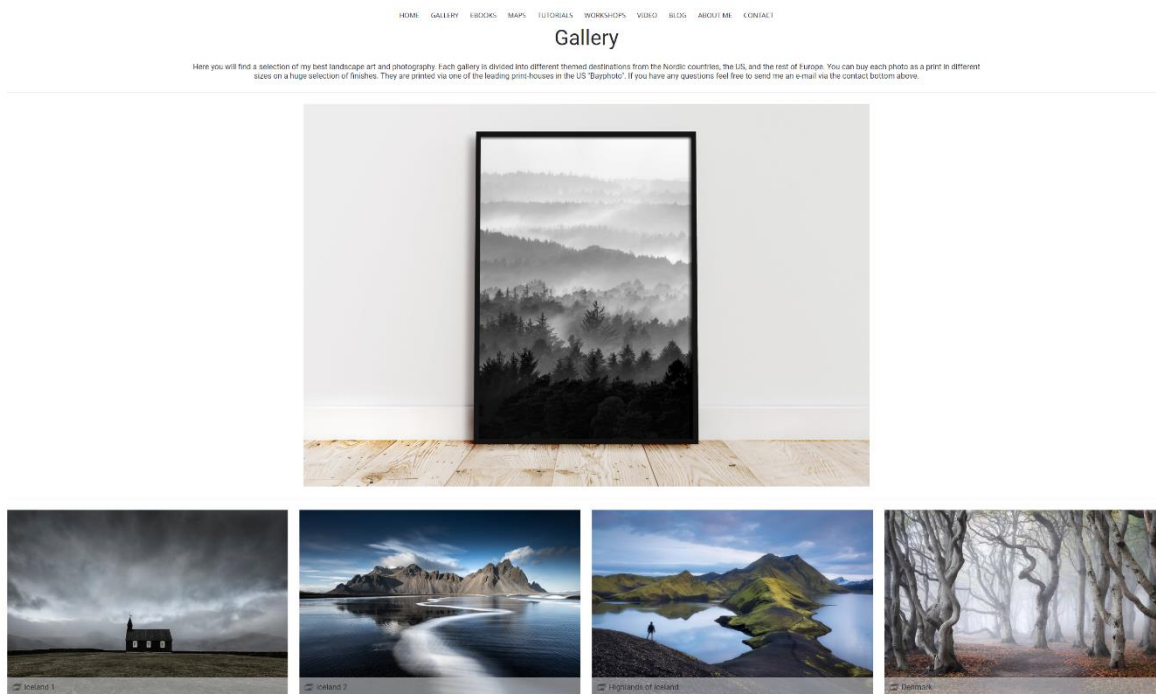 HOME GALLERY EBOOKS MAPS TUTORIALS WORKSHOPS VIDEO BLOG ABOUT ME CONTACT
Gallery
Here you will find a selection of my best landscape art and photography. Each gallery is divided into different themed destinations from the Nordic countries, the US, and the rest of Europe. You can buy each photo as a print in different
sizes on a huge selection of finishes. They are printed via one of the leading print-houses in the US "Bayphoto". If you have any questions feel free to send me an e-mail via the contact bottom above.
Iceland 1
Iceland 2
Highlands of Iceland
Denmark